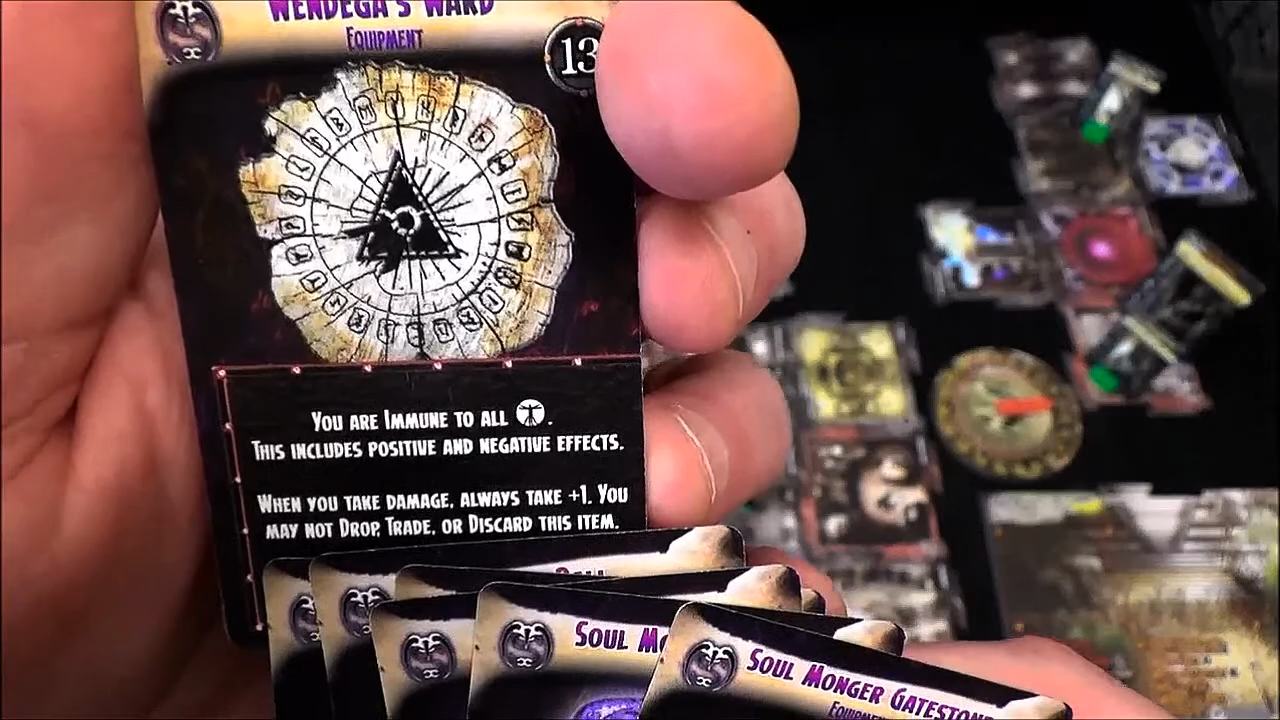 WENDEGA'S WARD
EQUIPMENT
13
YOU ARE IMMUNE TO ALL .
THIS INCLUDES POSITIVE AND NEGATIVE EFFECTS.
WHEN YOU TAKE DAMAGE, ALWAYS TAKE +1. YOU
MAY NOT DROP, TRADE, OR DISCARD THIS ITEM.
SOUL
SOUL MONGER GATESTONE